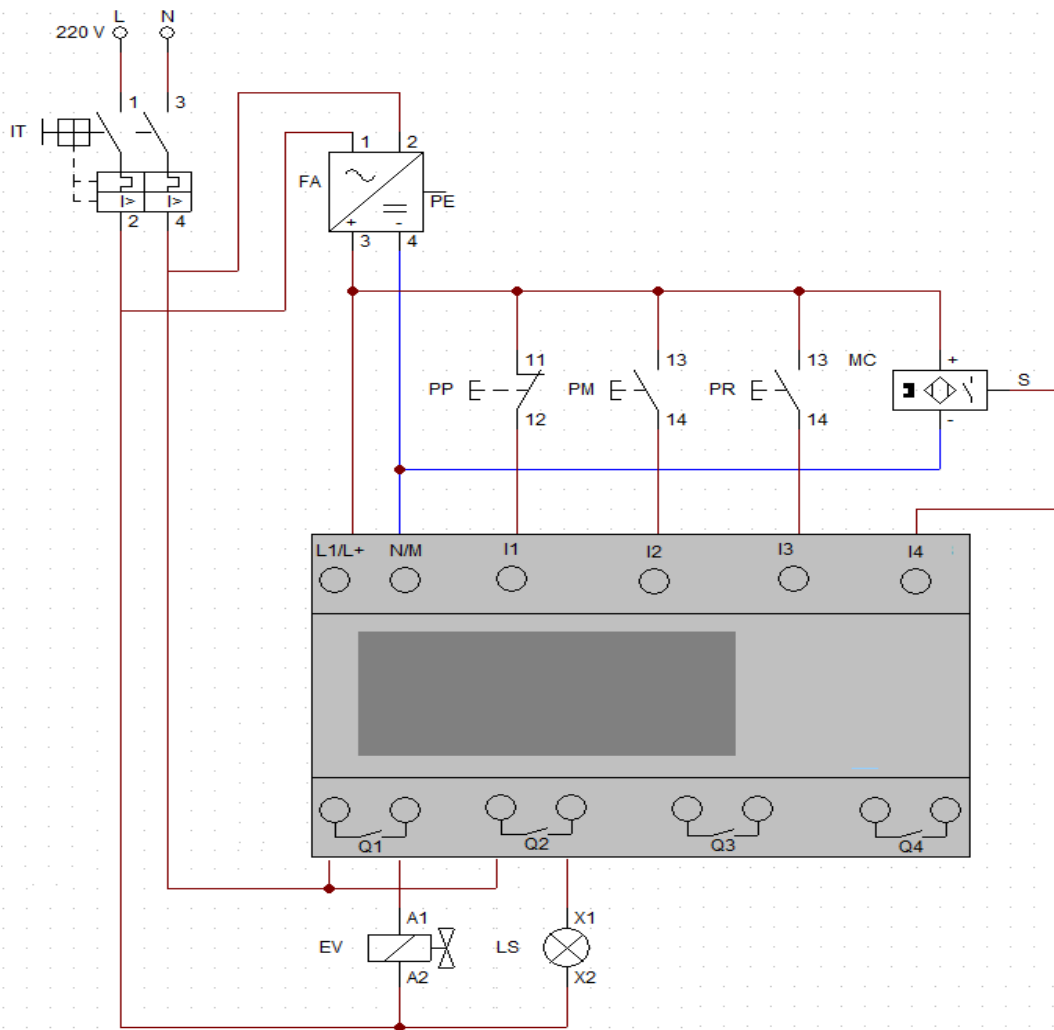 L N
220 V
1 3
IT
I> I>
2 4
1 2
FA
PE
+ -
3 4
11 13 13 MC +
PP PM PR S
12 14 14 -
L1/L+ N/M I1 I2 I3 I4
Q1 Q2 Q3 Q4
A1 X1
EV LS
A2 X2